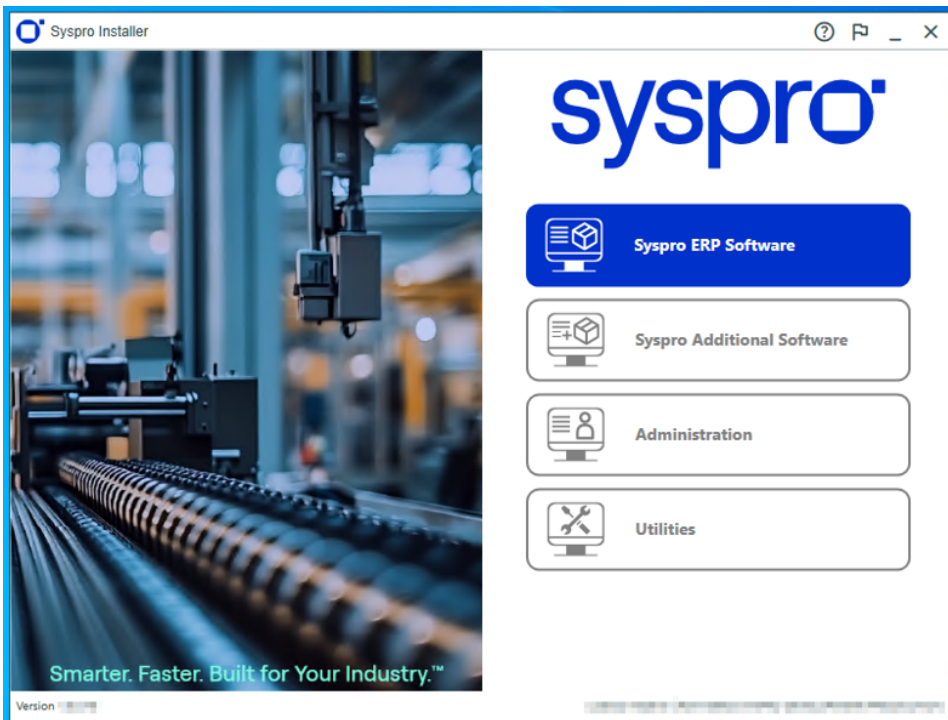 Syspro Installer
syspro
Syspro ERP Software
Syspro Additional Software
Administration
Utilities
Smarter. Faster. Built for Your Industry.™
Version